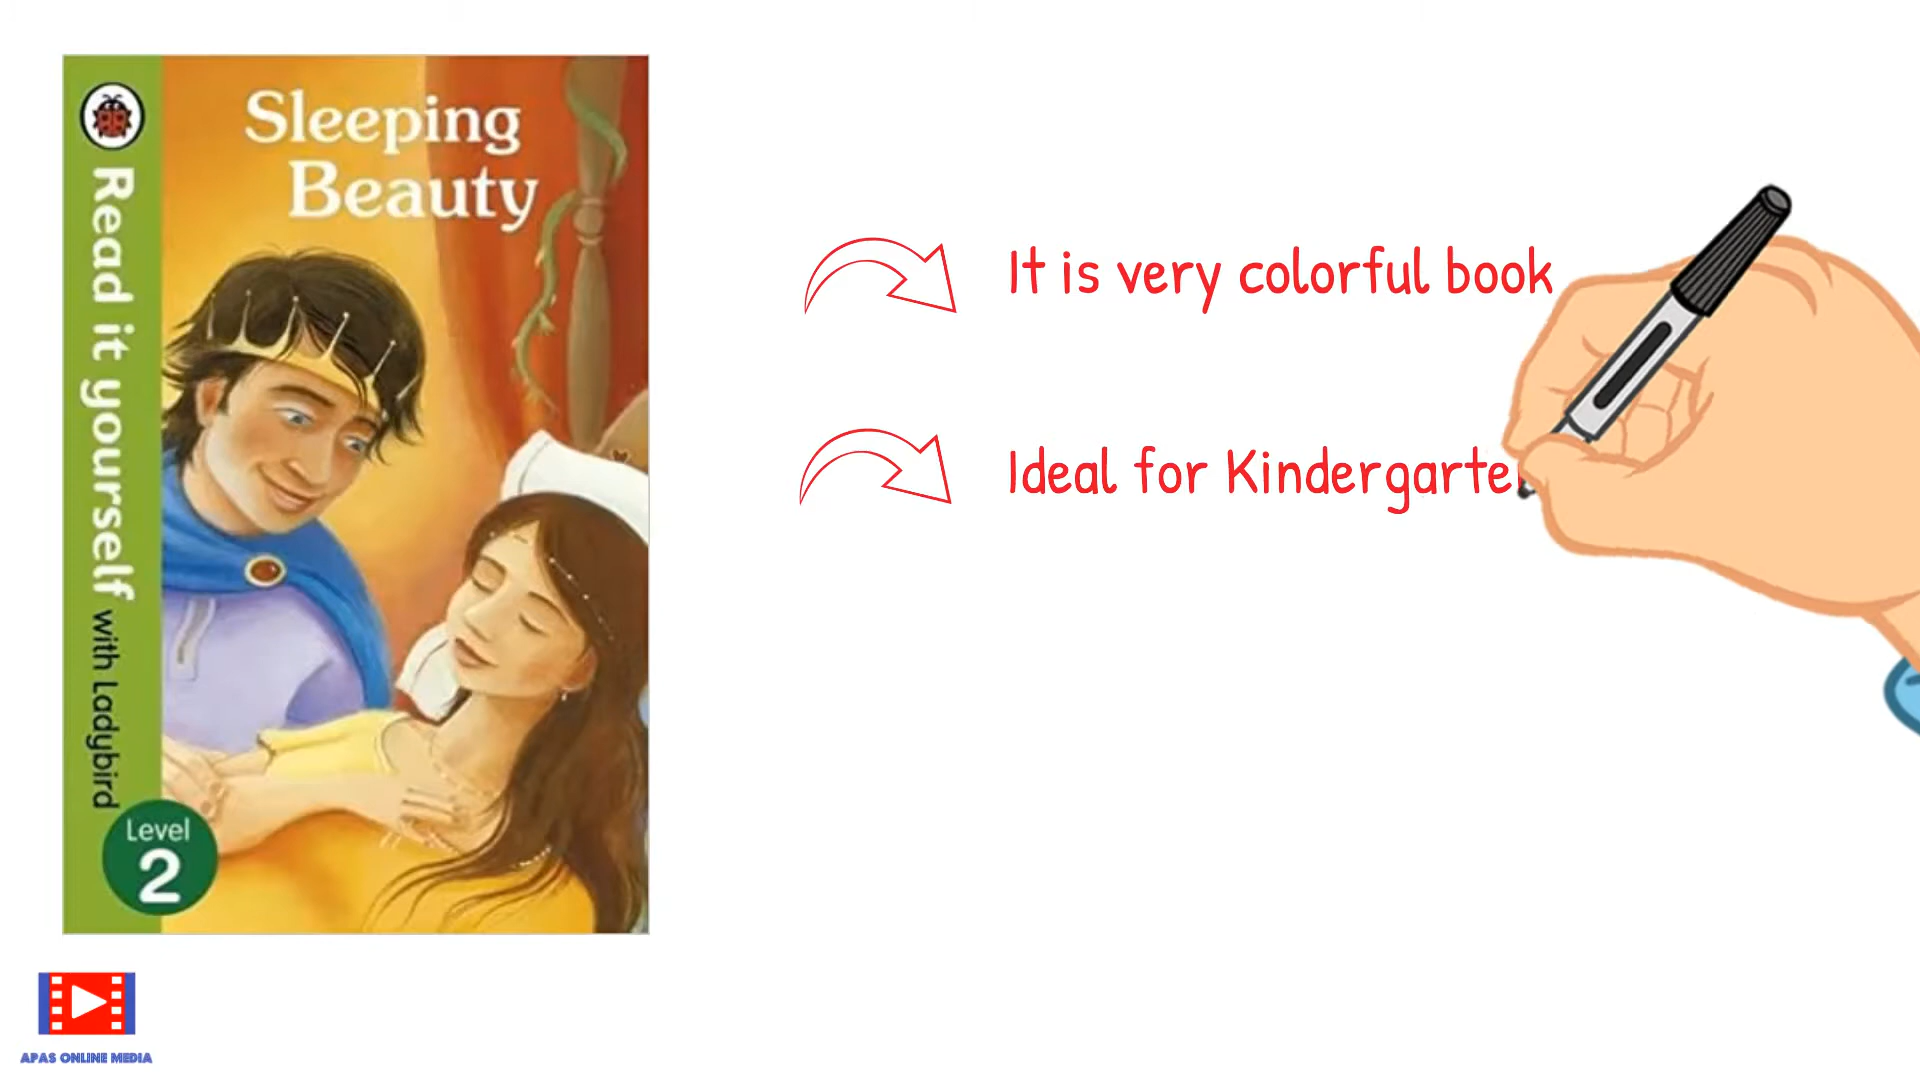 Sleeping
Beauty
Read it yourself with Ladybird
Level
2
It is very colorful book
Ideal for Kindergarte
APAS ONLINE MEDIA